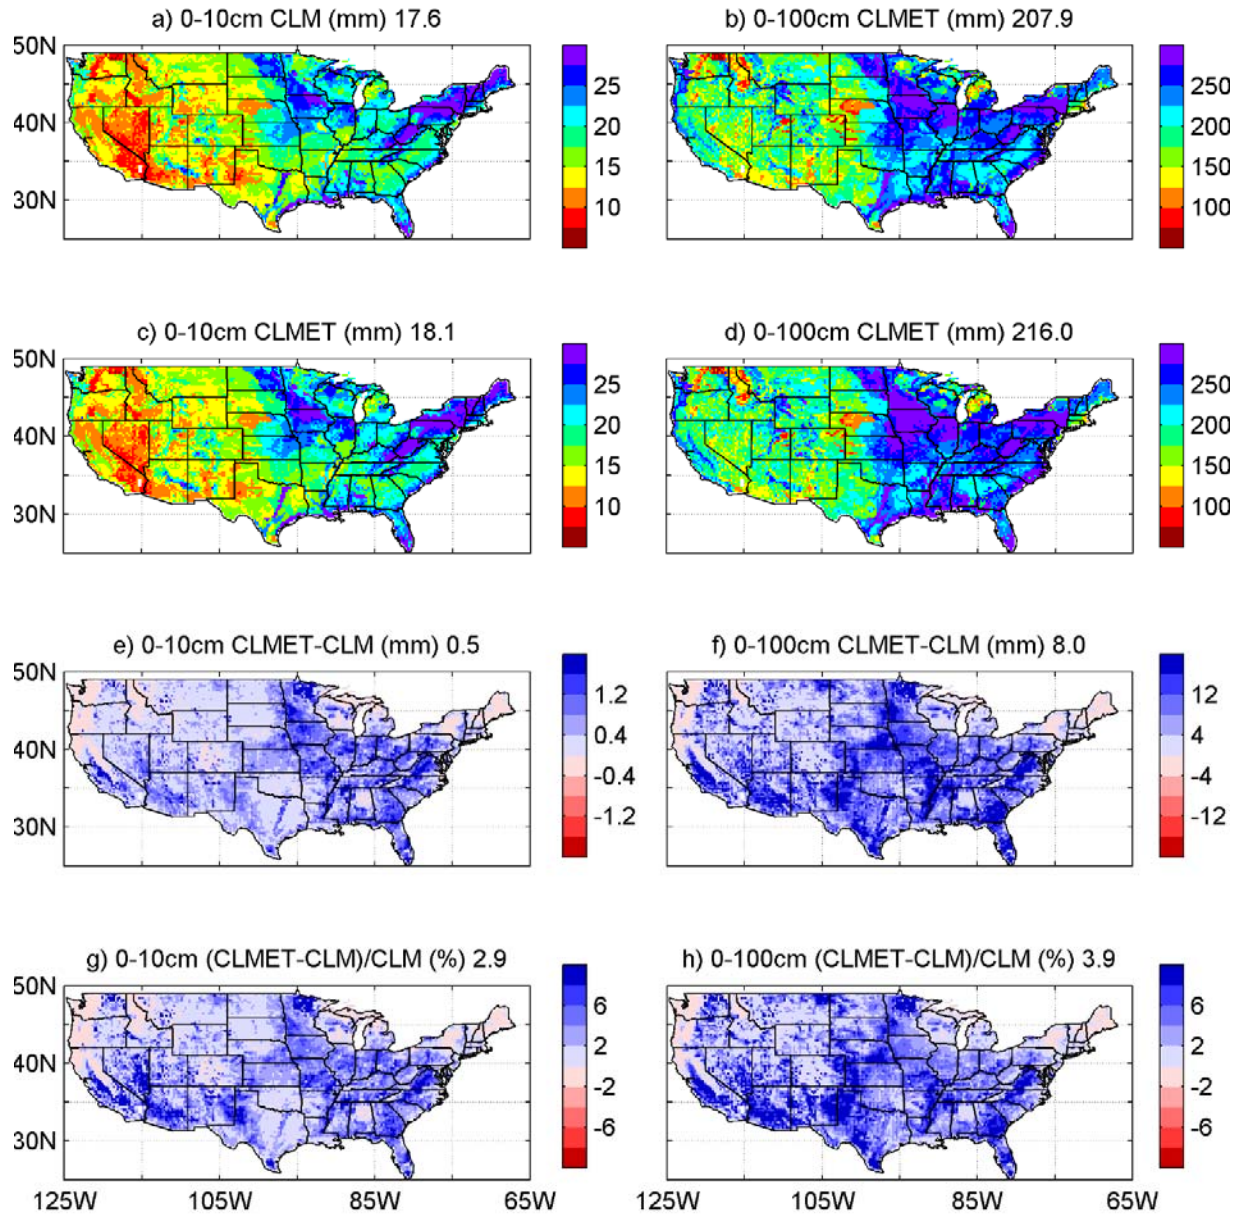 a) 0-10cm CLM (mm) 17.6
b) 0-100cm CLMET (mm) 207.9
50N
40N
30N
25
20
15
10
250
200
150
100
c) 0-10cm CLMET (mm) 18.1
d) 0-100cm CLMET (mm) 216.0
50N
40N
30N
25
20
15
10
250
200
150
100
e) 0-10cm CLMET-CLM (mm) 0.5
f) 0-100cm CLMET-CLM (mm) 8.0
50N
40N
30N
1.2
0.4
-0.4
-1.2
12
4
-4
-12
g) 0-10cm (CLMET-CLM)/CLM (%) 2.9
h) 0-100cm (CLMET-CLM)/CLM (%) 3.9
50N
40N
30N
6
2
-2
-6
6
2
-2
-6
125W 105W 85W 65W
125W 105W 85W 65W